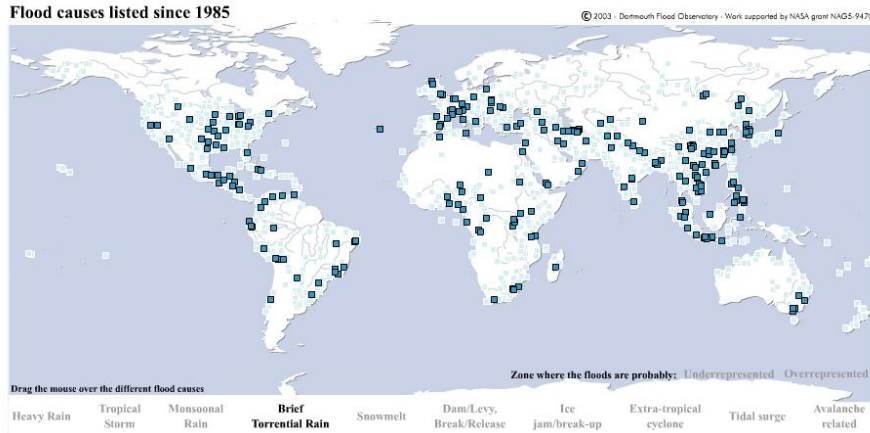 Flood causes listed since 1985
© 2003 - Dartmouth Flood Observatory - Work supported by NASA grant NAG5-9470
Zone where the floods are probably: Underrepresented Overrepresented
Drag the mouse over the different flood causes
Heavy Rain
Tropical
Storm
Monsoonal
Rain
Brief
Torrential Rain
Snowmelt
Dam/Levy,
Break/Release
Ice
jam/break-up
Extra-tropical
cyclone
Tidal surge
Avalanche
related